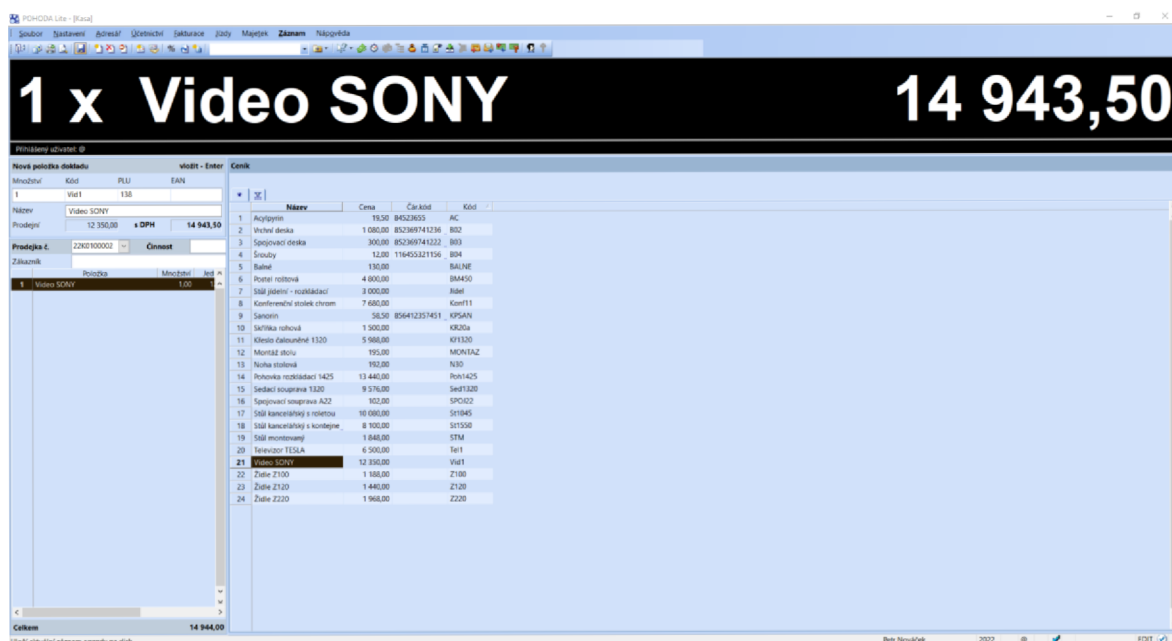 POHODA Lite - [Kasa]
Soubor Nastavení Adresář Účetnictví Fakturace Jízdy Majetek Záznam Nápověda
1 x Video SONY 14 943,50
Přihlášený uživatel: @
Nová položka dokladu vložit - Enter
Množství Kód PLU EAN
1 Vid1 138
Název Video SONY
Prodejní 12 350,00 s DPH 14 943,50
Prodejka č. 22K0100002 Činnost
Zákazník
Položka Množství Jed
1 Video SONY 1,00
Celkem 14 944,00
Ceník
Název Cena Čár.kód Kód
1 Acylpyrin 19,50 84523655 AC
2 Vrchní deska 1 080,00 852369741236 B02
3 Spojovací deska 300,00 852369741222 B03
4 Šrouby 12,00 116455321156 B04
5 Balné 130,00 BALNE
6 Postel roštová 4 800,00 BM450
7 Stůl jídelní - rozkládací 3 000,00 Jídel
8 Konferenční stolek chrom 7 680,00 Konf11
9 Sanorin 58,50 856412357451 KPSAN
10 Skříňka rohová 1 500,00 KR20a
11 Křeslo čalouněné 1320 5 988,00 Kř1320
12 Montáž stolu 195,00 MONTAZ
13 Noha stolová 192,00 N30
14 Pohovka rozkládací 1425 13 440,00 Poh1425
15 Sedací souprava 1320 9 576,00 Sed1320
16 Spojovací souprava A22 102,00 SPOJ22
17 Stůl kancelářský s roletou 10 080,00 St1045
18 Stůl kancelářský s kontejne 8 100,00 St1550
19 Stůl montovaný 1 848,00 STM
20 Televizor TESLA 6 500,00 Tel1
21 Video SONY 12 350,00 Vid1
22 Židle Z100 1 188,00 Z100
23 Židle Z120 1 440,00 Z120
24 Židle Z220 1 968,00 Z220
Petr Nováček 2022 @ EDIT